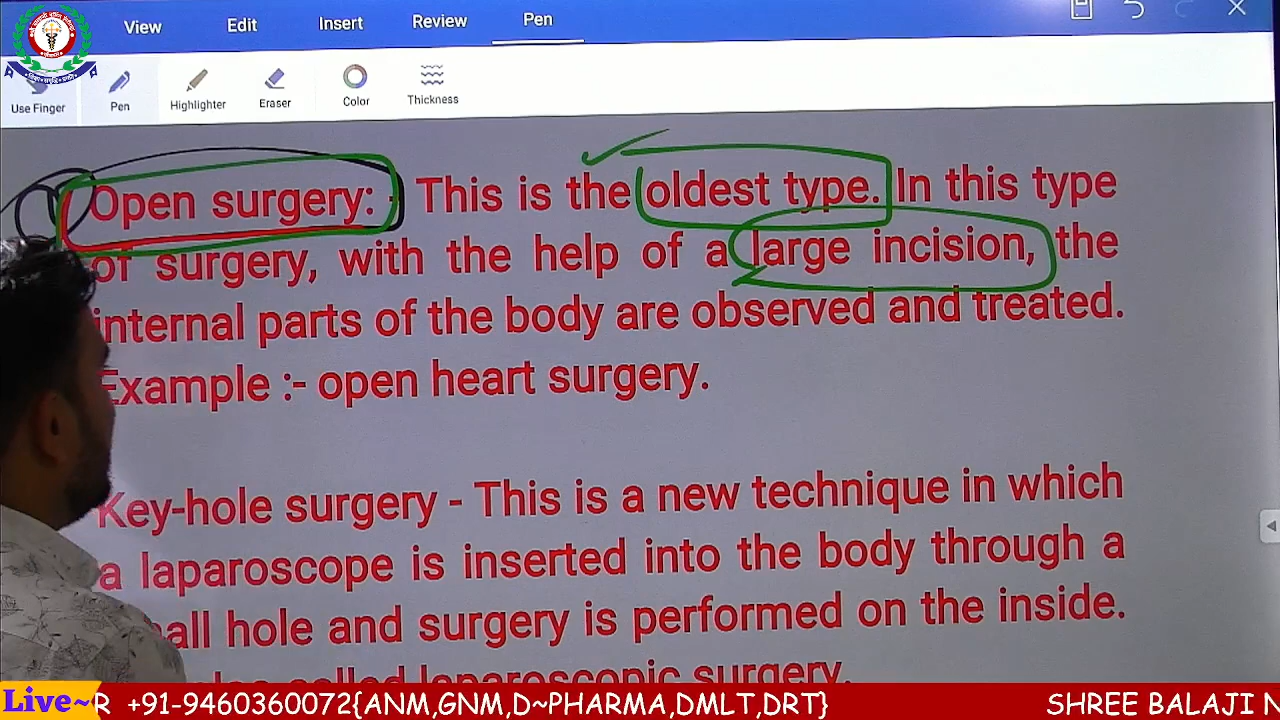 View Edit Insert Review Pen
Use Finger Pen Highlighter Eraser Color Thickness
Open surgery: - This is the oldest type. In this type
of surgery, with the help of a large incision, the
internal parts of the body are observed and treated.
Example :- open heart surgery.
Key-hole surgery - This is a new technique in which
a laparoscope is inserted into the body through a
hole and surgery is performed on the inside.
called laparoscopic surgery.
Live~R +91-9460360072{ANM,GNM,D~PHARMA,DMLT,DRT} SHREE BALAJI N